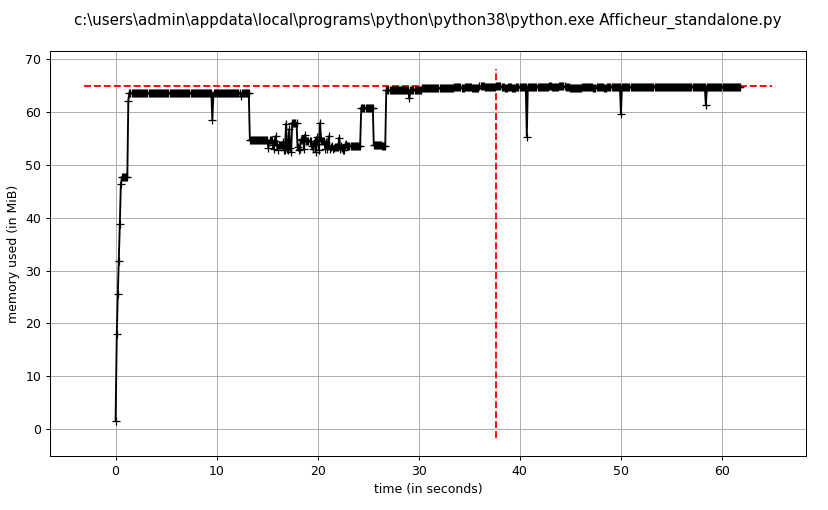 c:\users\admin\appdata\local\programs\python\python38\python.exe Afficheur_standalone.py
70
60
50
40
30
20
10
0
memory used (in MiB)
0 10 20 30 40 50 60
time (in seconds)